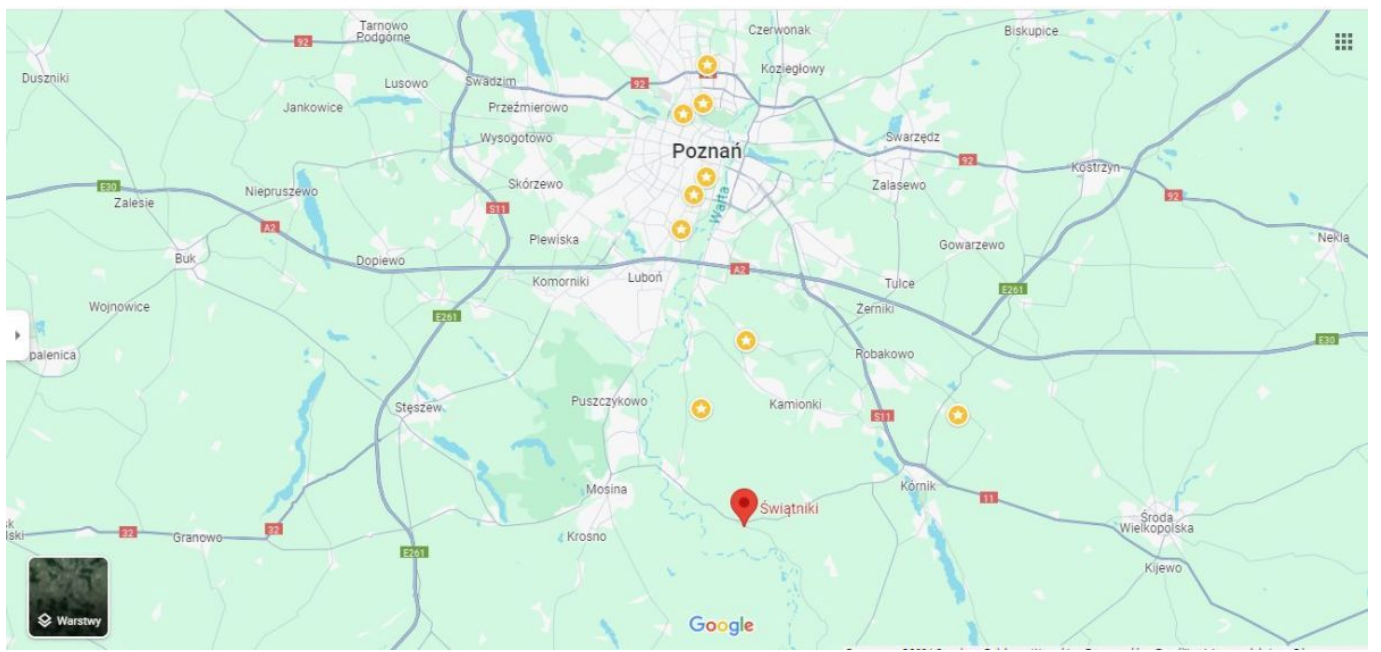 Tarnowo
Podgórne
Czerwonak
Biskupice
92
Duszniki
Lusowo
Swadzim
92
Koziegłowy
Jankowice
Przeźmierowo
Wysogotowo
Swarzędz
Poznań
92
Kostrzyn
E30
Zalesie
Niepruszewo
Skórzewo
Zalasewo
92
Warta
S11
A2
Plewiska
Gowarzewo
Nekla
Buk
Dopiewo
Komorniki
Luboń
A2
Tulce
E261
Wojnowice
E261
Żerniki
E30
palenica
Robakowo
Stęszew
Puszczykowo
Kamionki
S11
Mosina
Kórnik
11
Świątniki
Środa
Wielkopolska
32
Granowo
32
Krosno
E261
Kijewo
Warstwy
Google